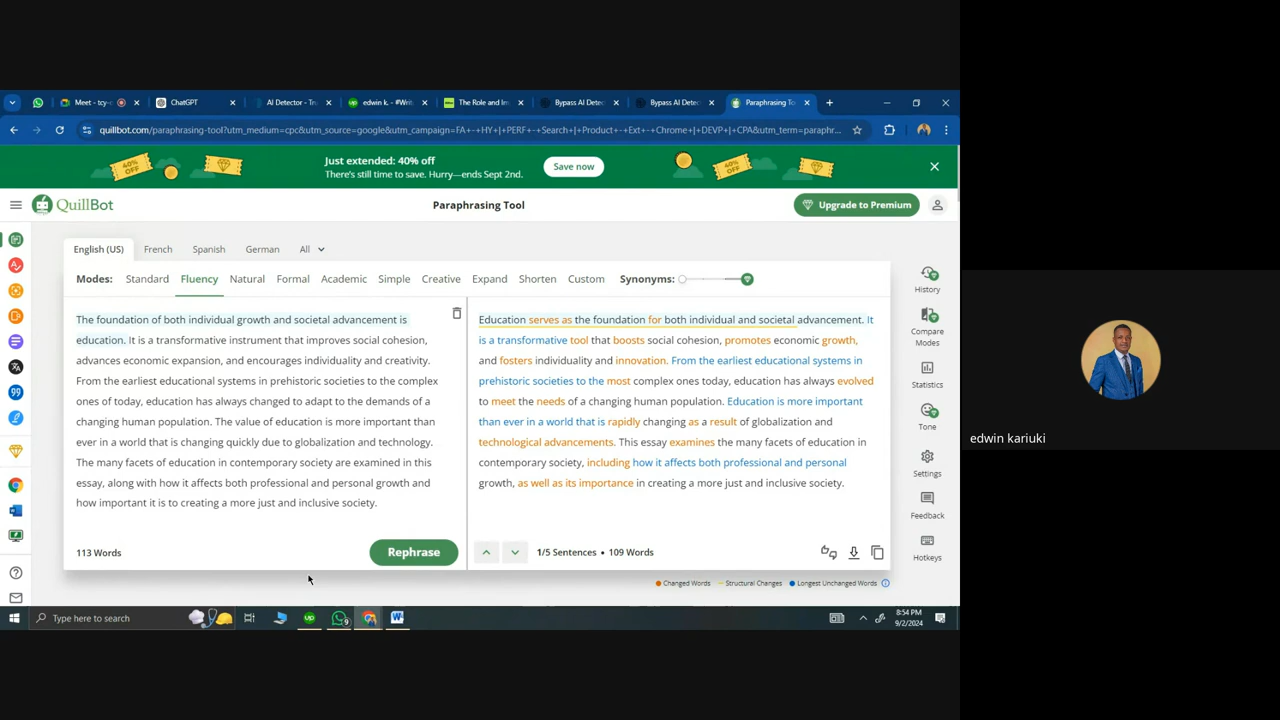 Meet - tcy-c
ChatGPT
AI Detector - Tru
edwin k. - #Writ
The Role and Im
Bypass AI Detec
Bypass AI Detec
Paraphrasing To
quillbot.com/paraphrasing-tool?utm_medium=cpc&utm_source=google&utm_campaign=FA+-+HY+|+PERF+-+Search+|+Product+-+Ext+-+Chrome+|+DEVP+|+CPA&utm_term=paraphr...
40% OFF
Just extended: 40% off
There's still time to save. Hurry—ends Sept 2nd.
Save now
40% OFF
QuillBot
Paraphrasing Tool
Upgrade to Premium
English (US) French Spanish German All
Modes: Standard Fluency Natural Formal Academic Simple Creative Expand Shorten Custom Synonyms:
The foundation of both individual growth and societal advancement is
education. It is a transformative instrument that improves social cohesion,
advances economic expansion, and encourages individuality and creativity.
From the earliest educational systems in prehistoric societies to the complex
ones of today, education has always changed to adapt to the demands of a
changing human population. The value of education is more important than
ever in a world that is changing quickly due to globalization and technology.
The many facets of education in contemporary society are examined in this
essay, along with how it affects both professional and personal growth and
how important it is to creating a more just and inclusive society.
113 Words
Rephrase
Education serves as the foundation for both individual and societal advancement. It
is a transformative tool that boosts social cohesion, promotes economic growth,
and fosters individuality and innovation. From the earliest educational systems in
prehistoric societies to the most complex ones today, education has always evolved
to meet the needs of a changing human population. Education is more important
than ever in a world that is rapidly changing as a result of globalization and
technological advancements. This essay examines the many facets of education in
contemporary society, including how it affects both professional and personal
growth, as well as its importance in creating a more just and inclusive society.
1/5 Sentences • 109 Words
Changed Words
Structural Changes
Longest Unchanged Words
History
Compare
Modes
Statistics
Tone
Settings
Feedback
Hotkeys
edwin kariuki
Type here to search
8:54 PM
9/2/2024